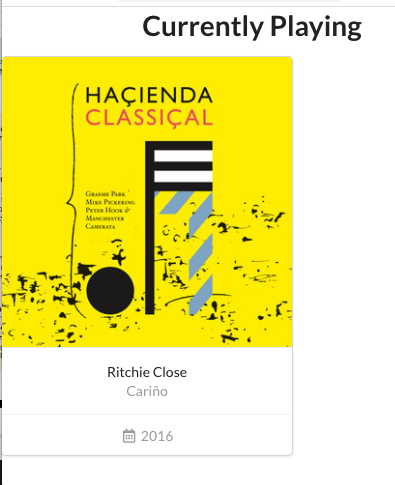 Currently Playing
HAÇIENDA
CLASSIÇAL
Graeme Park
Mike Pickering
Peter Hook &
Manchester
Camerata
Ritchie Close
Cariño
2016